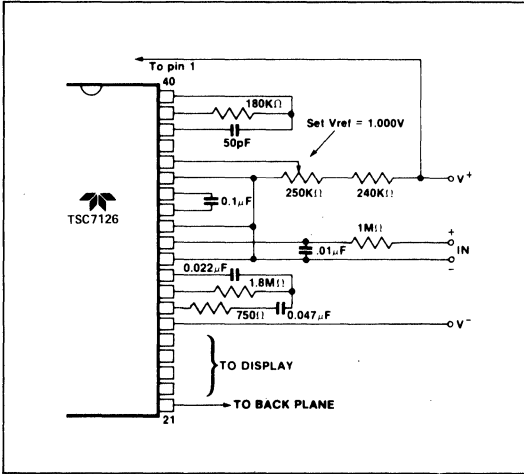 To pin 1
40
180KΩ
Set Vref = 1.000V
50pF
V+
250KΩ
240KΩ
0.1μF
TSC7126
1MΩ
+
IN
.01μF
−
0.022μF
1.8MΩ
750Ω
0.047μF
V−
TO DISPLAY
TO BACK PLANE
21